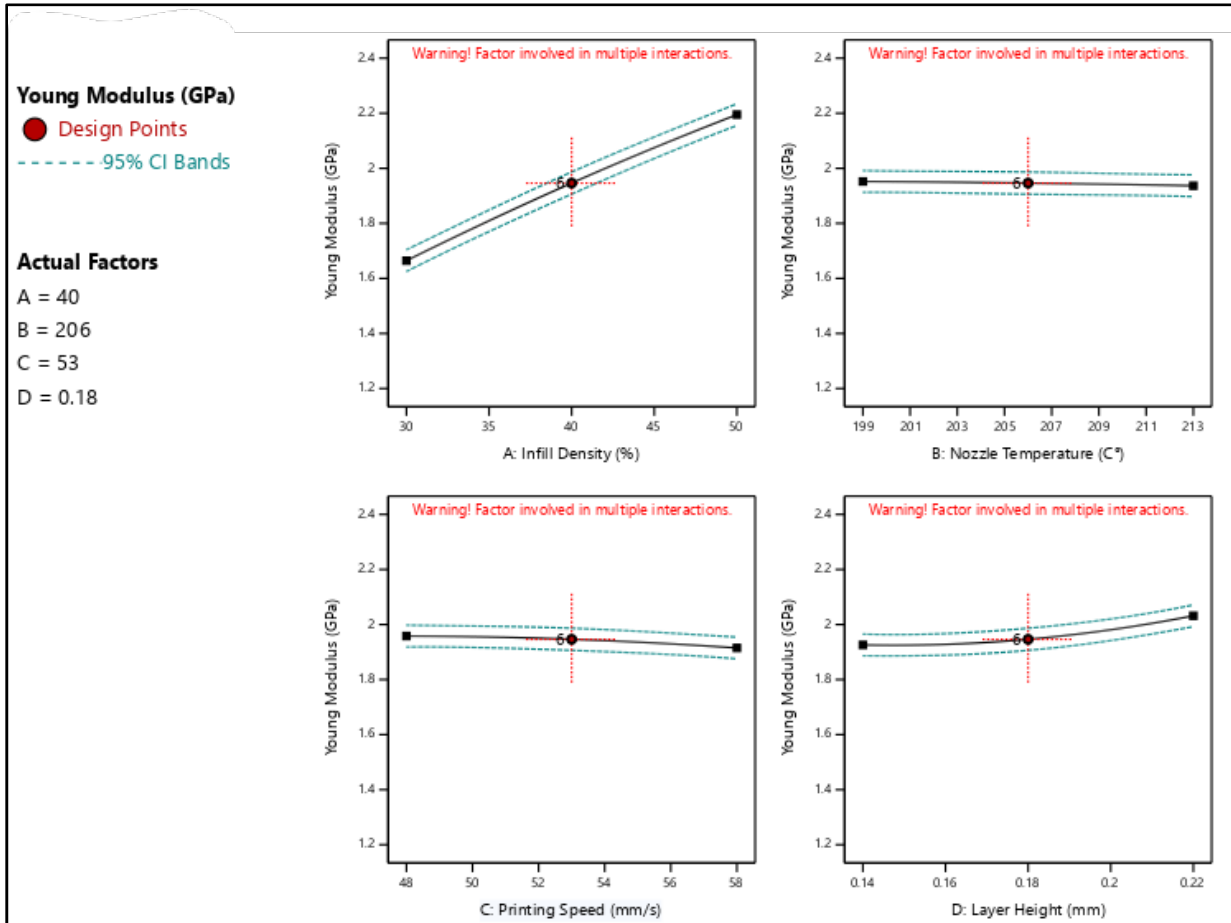 Young Modulus (GPa)
Design Points
95% CI Bands
Actual Factors
A = 40
B = 206
C = 53
D = 0.18
Warning! Factor involved in multiple interactions.
Young Modulus (GPa)
2.4
2.2
2
1.8
1.6
1.4
1.2
6
30 35 40 45 50
A: Infill Density (%)
Warning! Factor involved in multiple interactions.
Young Modulus (GPa)
2.4
2.2
2
1.8
1.6
1.4
1.2
6
199 201 203 205 207 209 211 213
B: Nozzle Temperature (C°)
Warning! Factor involved in multiple interactions.
Young Modulus (GPa)
2.4
2.2
2
1.8
1.6
1.4
1.2
6
48 50 52 54 56 58
C: Printing Speed (mm/s)
Warning! Factor involved in multiple interactions.
Young Modulus (GPa)
2.4
2.2
2
1.8
1.6
1.4
1.2
6
0.14 0.16 0.18 0.2 0.22
D: Layer Height (mm)